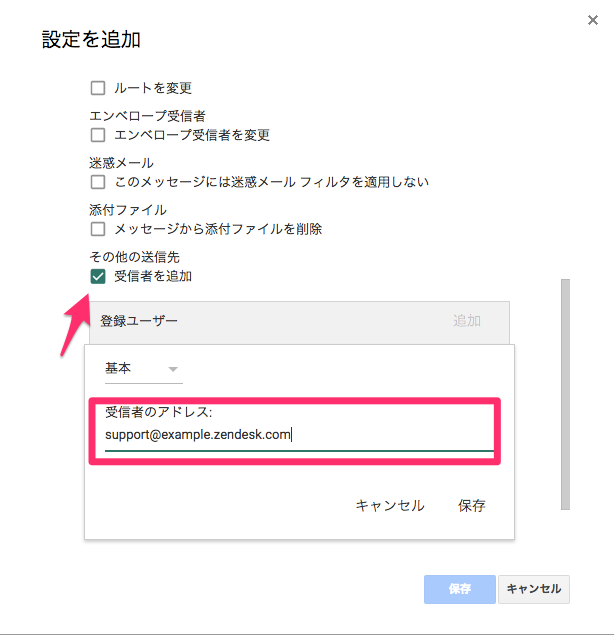 設定を追加
ルートを変更
エンベロープ受信者
エンベロープ受信者を変更
迷惑メール
このメッセージには迷惑メール フィルタを適用しない
添付ファイル
メッセージから添付ファイルを削除
その他の送信先
受信者を追加
登録ユーザー 追加
基本
受信者のアドレス:
support@example.zendesk.com
キャンセル 保存
保存 キャンセル